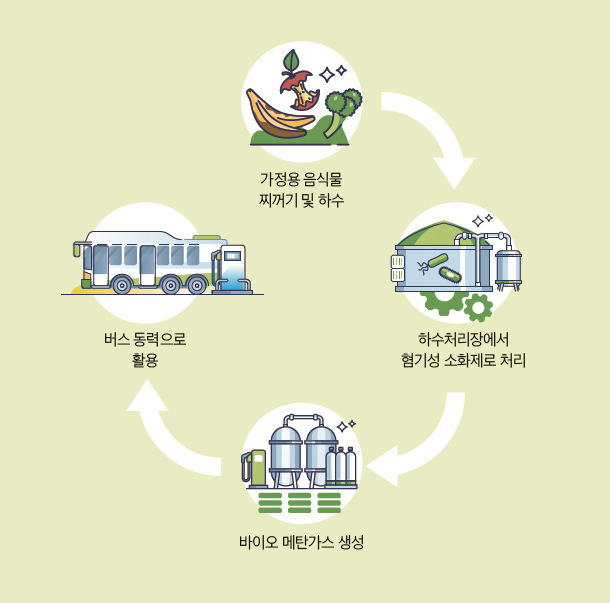 가정용 음식물
찌꺼기 및 하수
하수처리장에서
혐기성 소화제로 처리
바이오 메탄가스 생성
버스 동력으로
활용